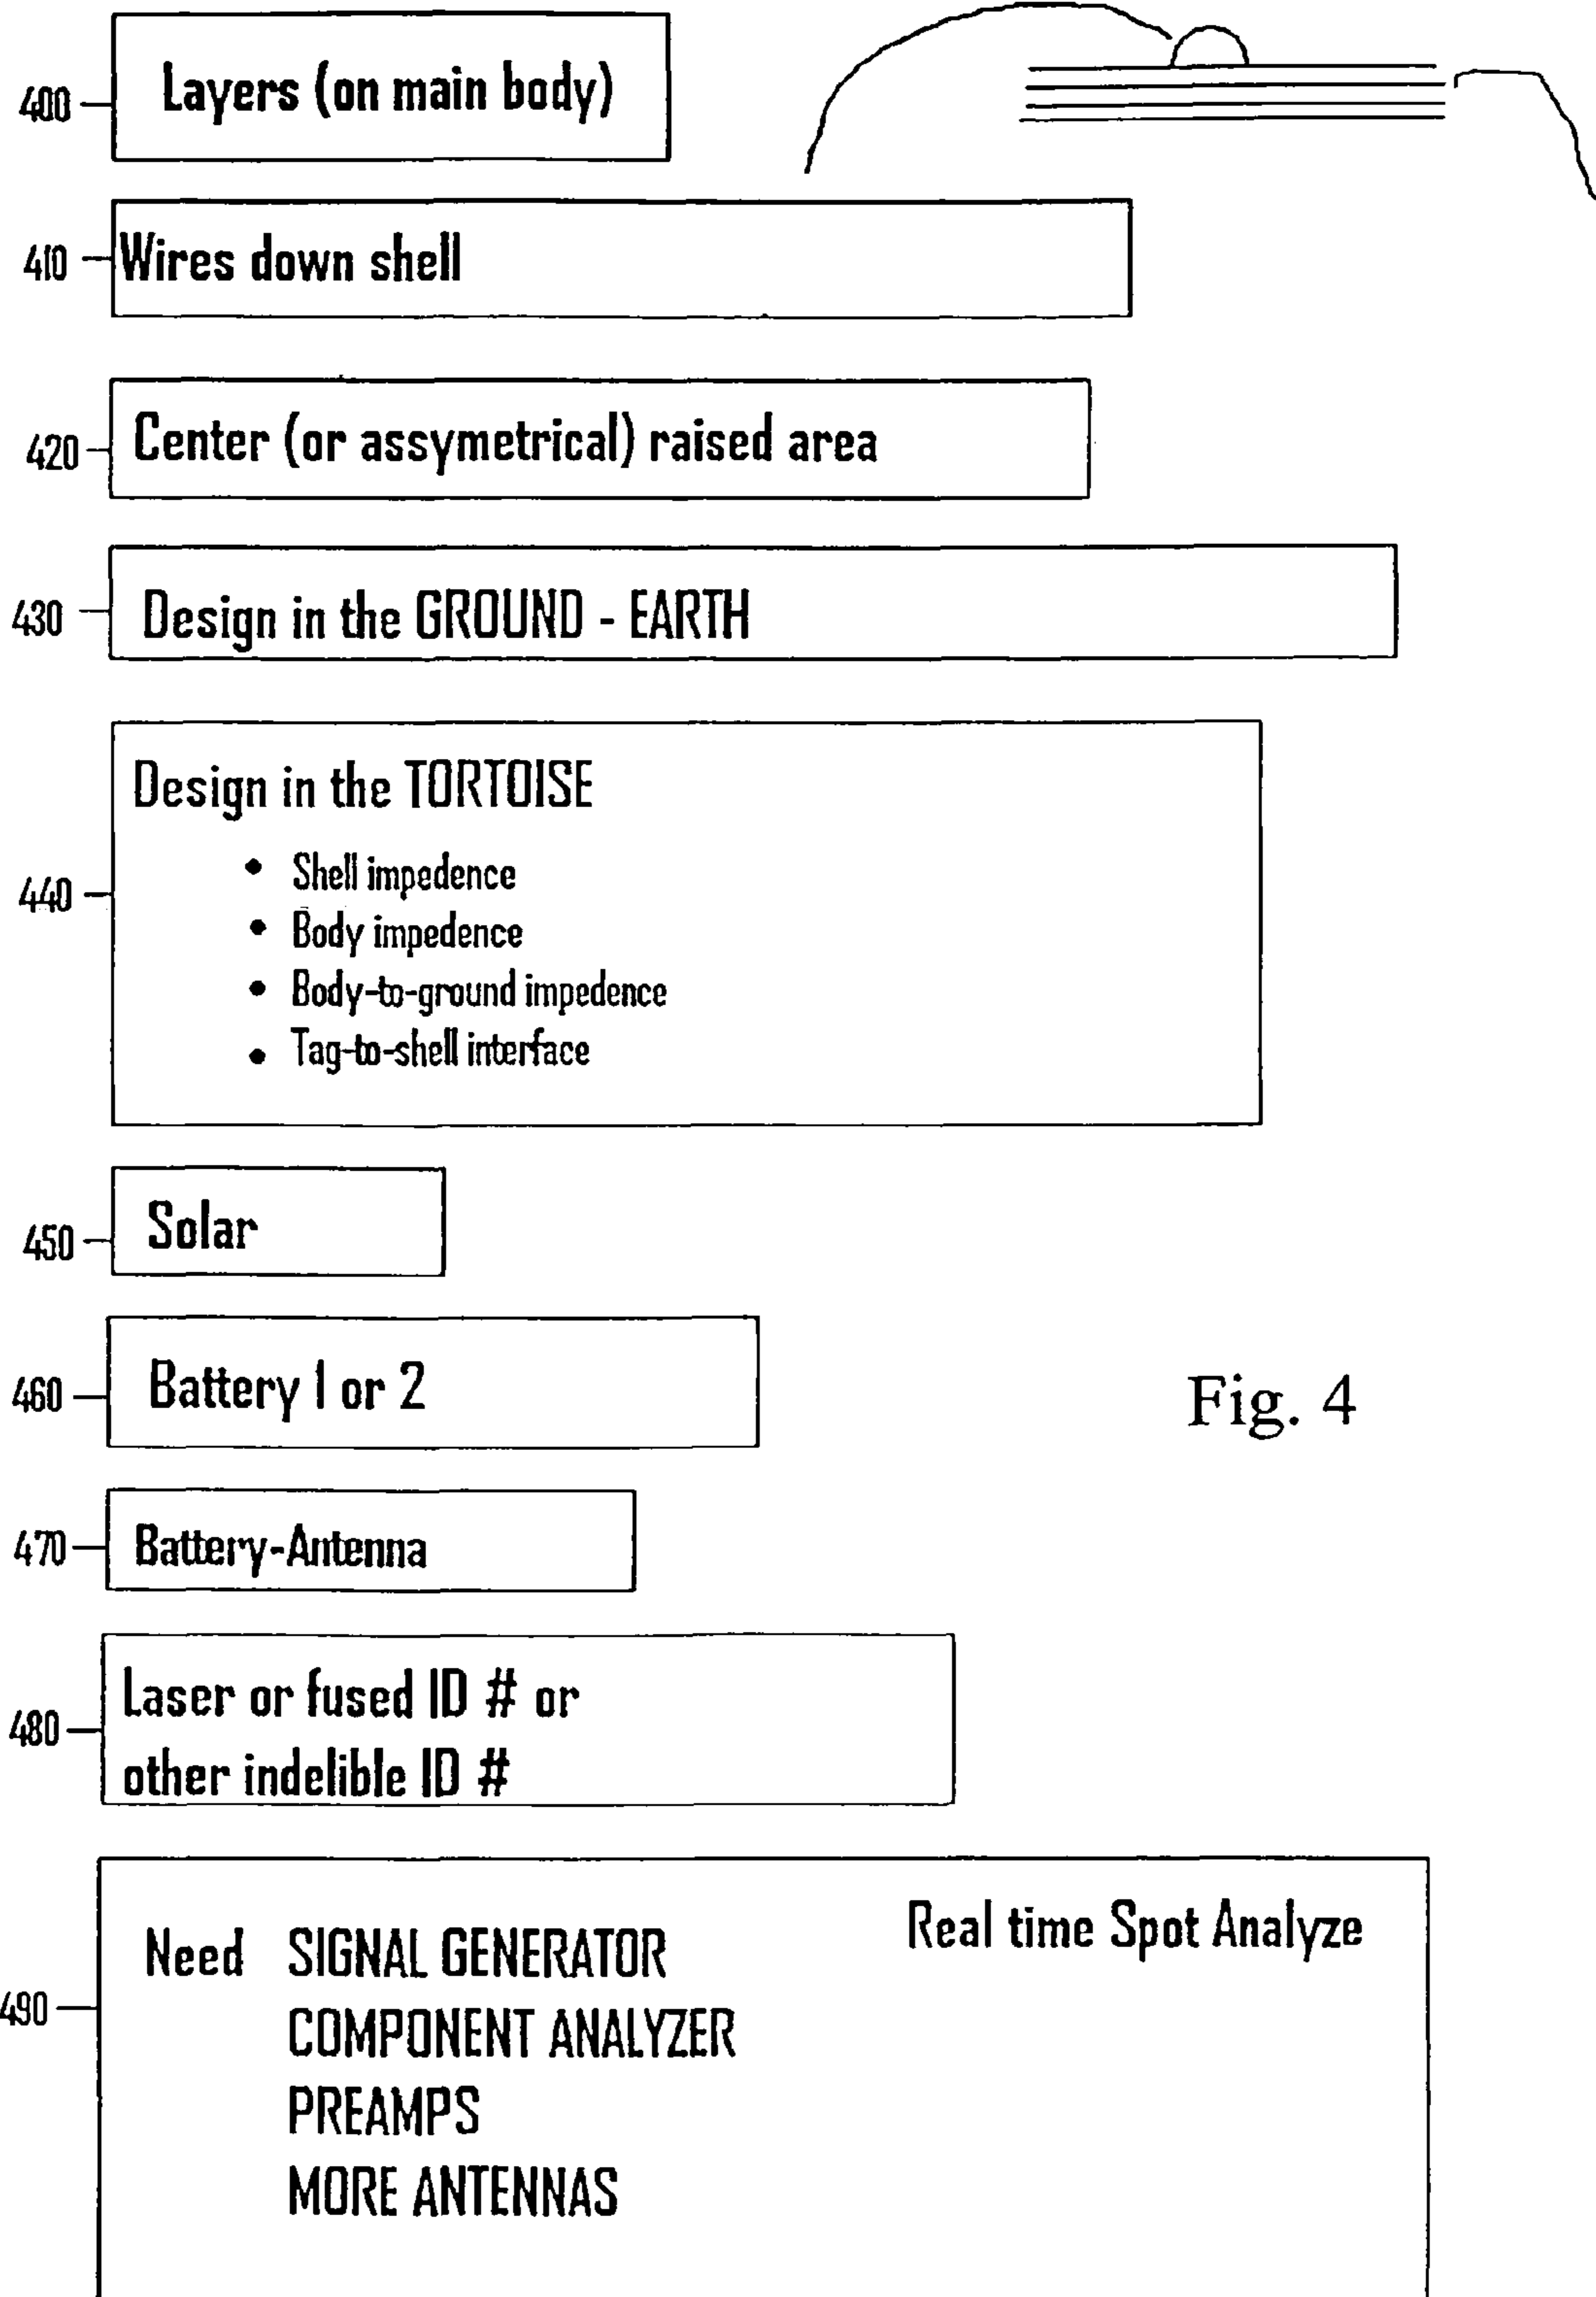 400
Layers (on main body)
410
Wires down shell
420
Center (or assymetrical) raised area
430
Design in the GROUND - EARTH
440
Design in the TORTOISE
• Shell impedence
• Body impedence
• Body-to-ground impedence
• Tag-to-shell interface
450
Solar
460
Battery 1 or 2
Fig. 4
470
Battery-Antenna
480
Laser or fused ID # or
other indelible ID #
490
Need SIGNAL GENERATOR
Real time Spot Analyze
COMPONENT ANALYZER
PREAMPS
MORE ANTENNAS